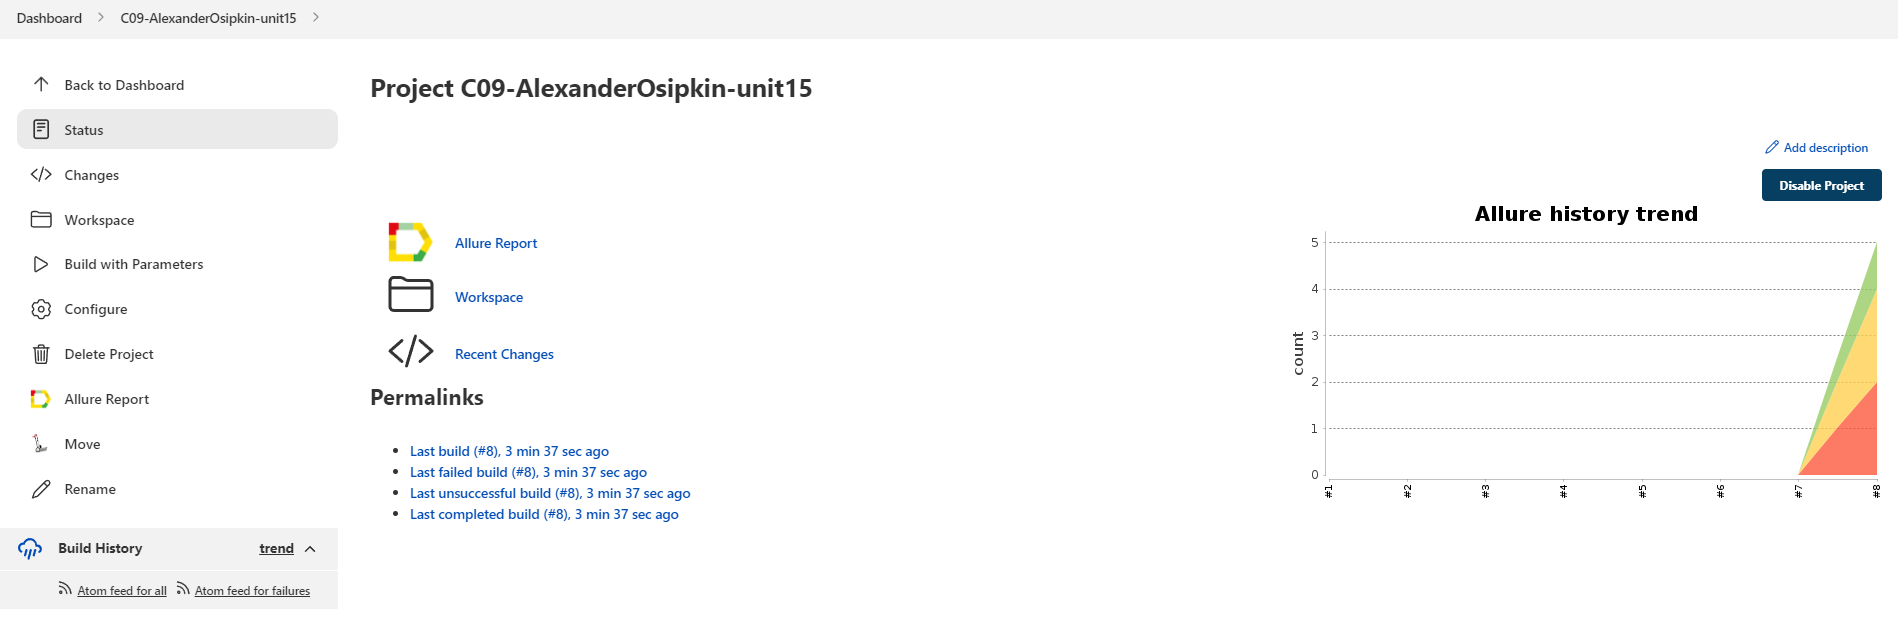 Dashboard
C09-AlexanderOsipkin-unit15
Back to Dashboard
Status
Changes
Workspace
Build with Parameters
Configure
Delete Project
Allure Report
Move
Rename
Build History
trend
Atom feed for all
Atom feed for failures
Project C09-AlexanderOsipkin-unit15
Add description
Disable Project
Allure Report
Workspace
Recent Changes
Permalinks
Last build (#8), 3 min 37 sec ago
Last failed build (#8), 3 min 37 sec ago
Last unsuccessful build (#8), 3 min 37 sec ago
Last completed build (#8), 3 min 37 sec ago
Allure history trend
count
5
4
3
2
1
0
#1
#2
#3
#4
#5
#6
#7
#8